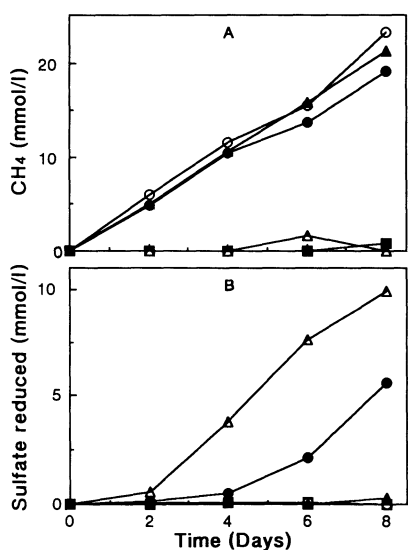 A
CH4 (mmol/l)
20
10
0
B
Sulfate reduced (mmol/l)
10
5
0
0 2 4 6 8
Time (Days)